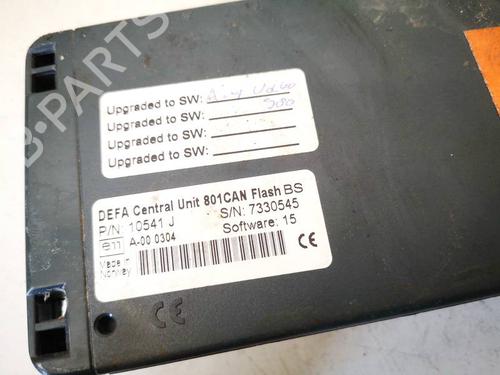 B-PARTS
Upgraded to SW:
Upgraded to SW:
Upgraded to SW:
Upgraded to SW:
DEFA Central Unit 801CAN Flash BS
P/N: 10541 J S/N: 7330545
e11 A-00 0304 Software: 15
Made in
Norway
CE
CE